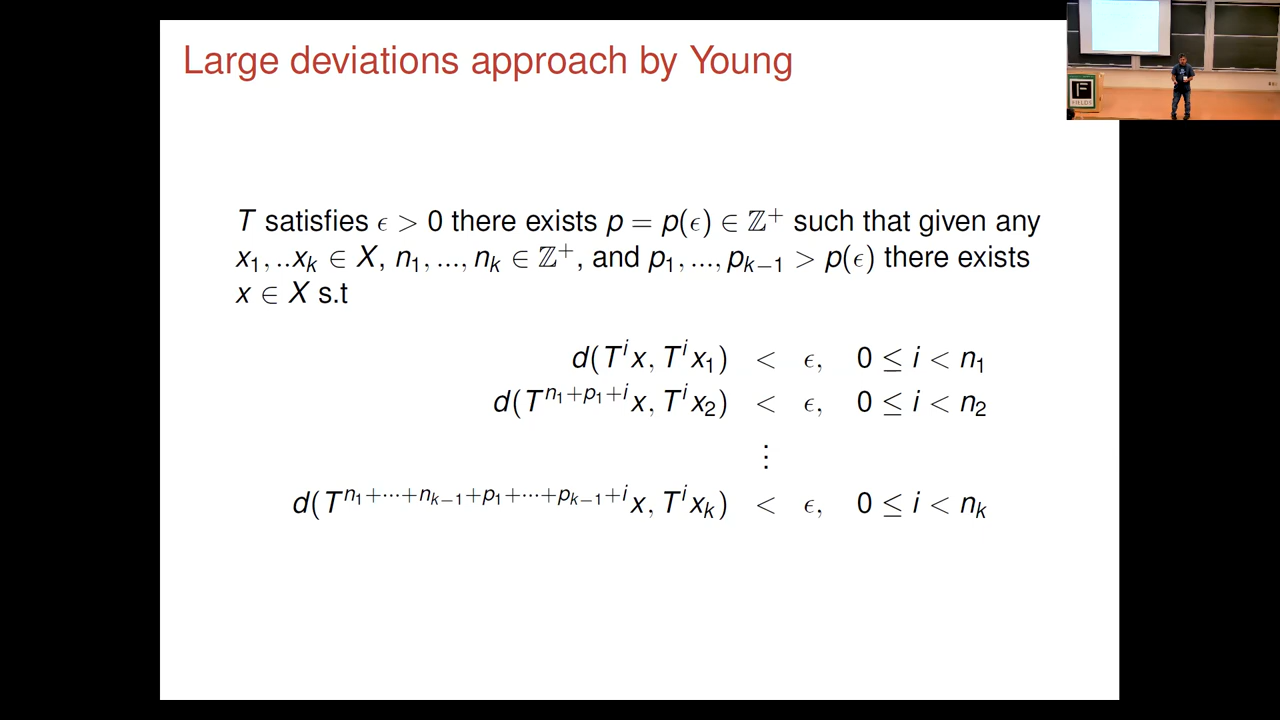 Large deviations approach by Young
T satisfies ϵ > 0 there exists p = p(ϵ) ∈ ℤ⁺ such that given any
x₁, ..xₖ ∈ X, n₁, ..., nₖ ∈ ℤ⁺, and p₁, ..., pₖ₋₁ > p(ϵ) there exists
x ∈ X s.t
d(Tⁱx, Tⁱx₁) < ϵ, 0 ≤ i < n₁
d(T^{n₁+p₁+i}x, Tⁱx₂) < ϵ, 0 ≤ i < n₂
⋮
d(T^{n₁+⋯+nₖ₋₁+p₁+⋯+pₖ₋₁+i}x, Tⁱxₖ) < ϵ, 0 ≤ i < nₖ
F
FIELDS